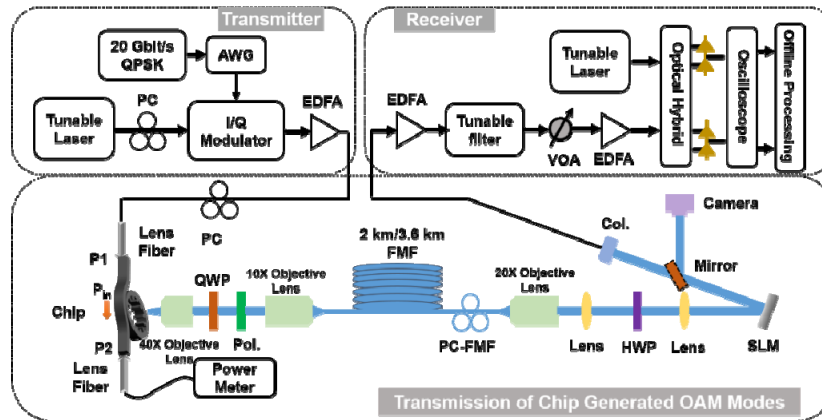 Transmitter
20 Gbit/s
QPSK
AWG
PC
Tunable
Laser
I/Q
Modulator
EDFA
Receiver
Tunable
Laser
EDFA
Tunable
filter
VOA
EDFA
Optical Hybrid
Oscilloscope
Offline Processing
PC
Lens
Fiber
P1
Pin
Chip
P2
Lens
Fiber
40X Objective
Lens
QWP
Pol.
10X Objective
Lens
2 km/3.6 km
FMF
PC-FMF
20X Objective
Lens
Lens
HWP
Lens
SLM
Col.
Mirror
Camera
Power
Meter
Transmission of Chip Generated OAM Modes